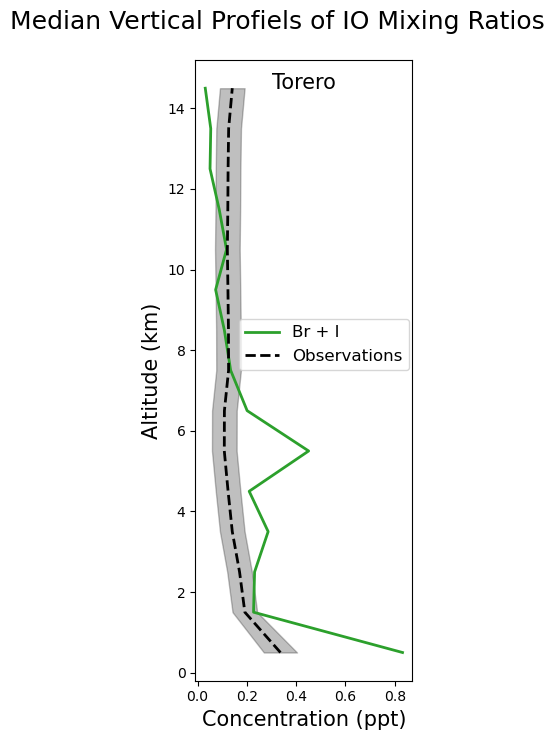 Median Vertical Profiels of IO Mixing Ratios
Torero
14
12
10
8
6
4
2
0
Altitude (km)
Br + I
Observations
0.0 0.2 0.4 0.6 0.8
Concentration (ppt)